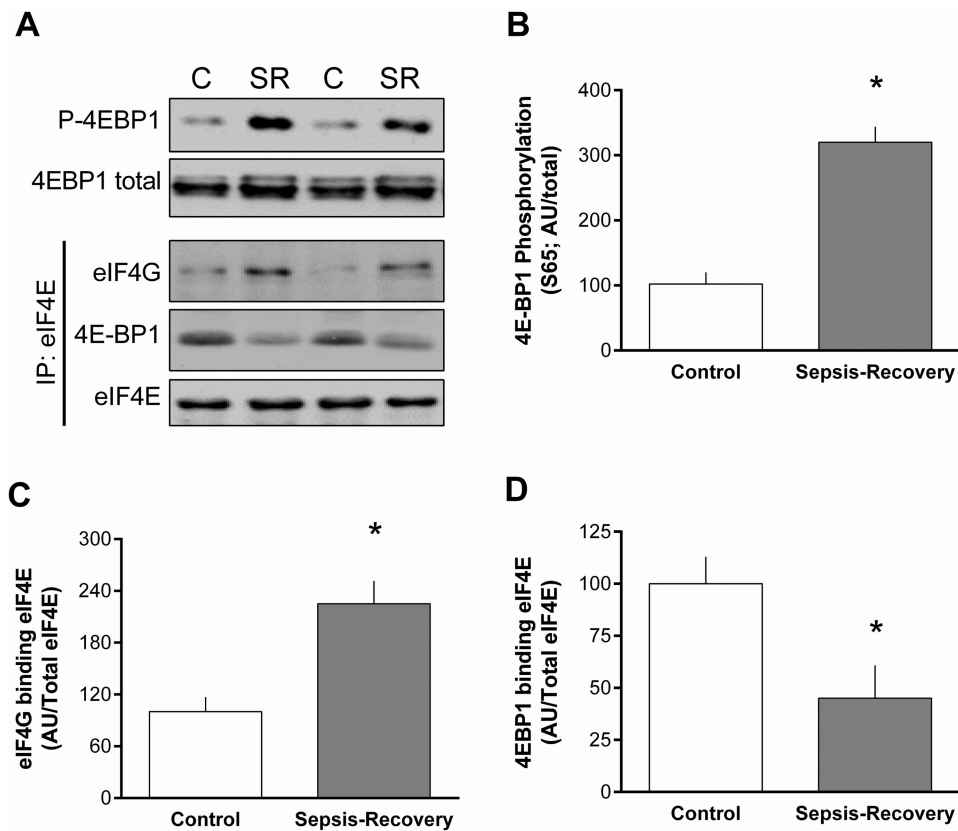 A
C SR C SR
P-4EBP1
4EBP1 total
IP: eIF4E
eIF4G
4E-BP1
eIF4E
B
4E-BP1 Phosphorylation
(S65; AU/total)
400
300
200
100
0
*
Control Sepsis-Recovery
C
eIF4G binding eIF4E
(AU/Total eIF4E)
300
240
180
120
60
0
*
Control Sepsis-Recovery
D
4EBP1 binding eIF4E
(AU/Total eIF4E)
125
100
75
50
25
0
*
Control Sepsis-Recovery